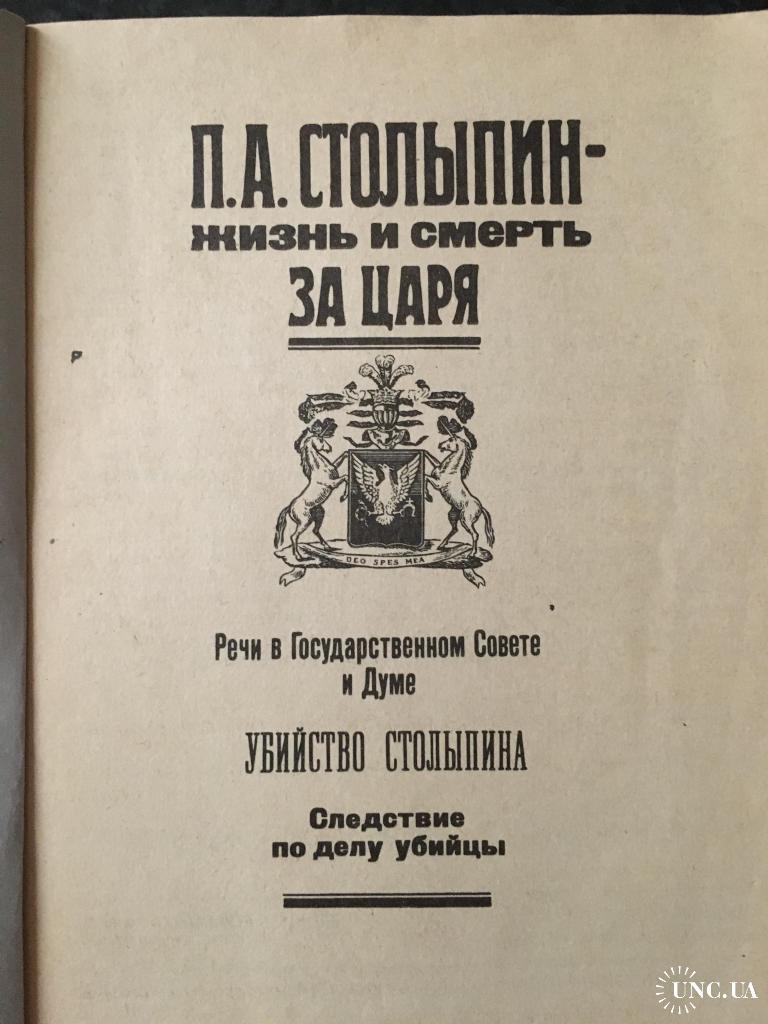 П.А. СТОЛЫПИН-
ЖИЗНЬ И СМЕРТЬ
ЗА ЦАРЯ
DEO SPES MEA
Речи в Государственном Совете
и Думе
УБИЙСТВО СТОЛЫПИНА
Следствие
по делу убийцы
UNC.UA